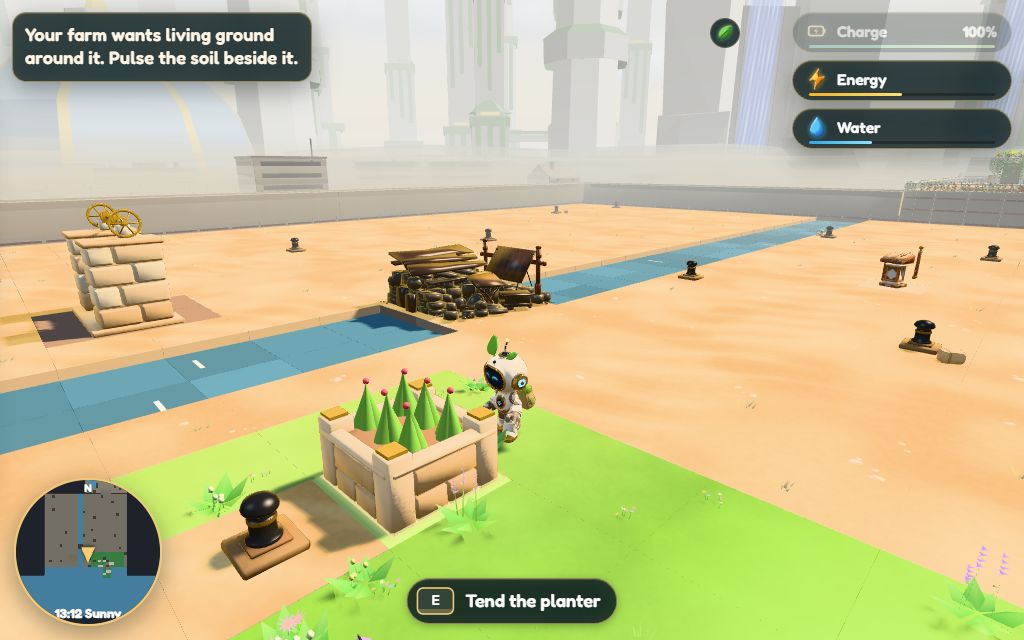 Your farm wants living ground
around it. Pulse the soil beside it.
Charge 100%
Energy
Water
N
13:12 Sunny
E Tend the planter